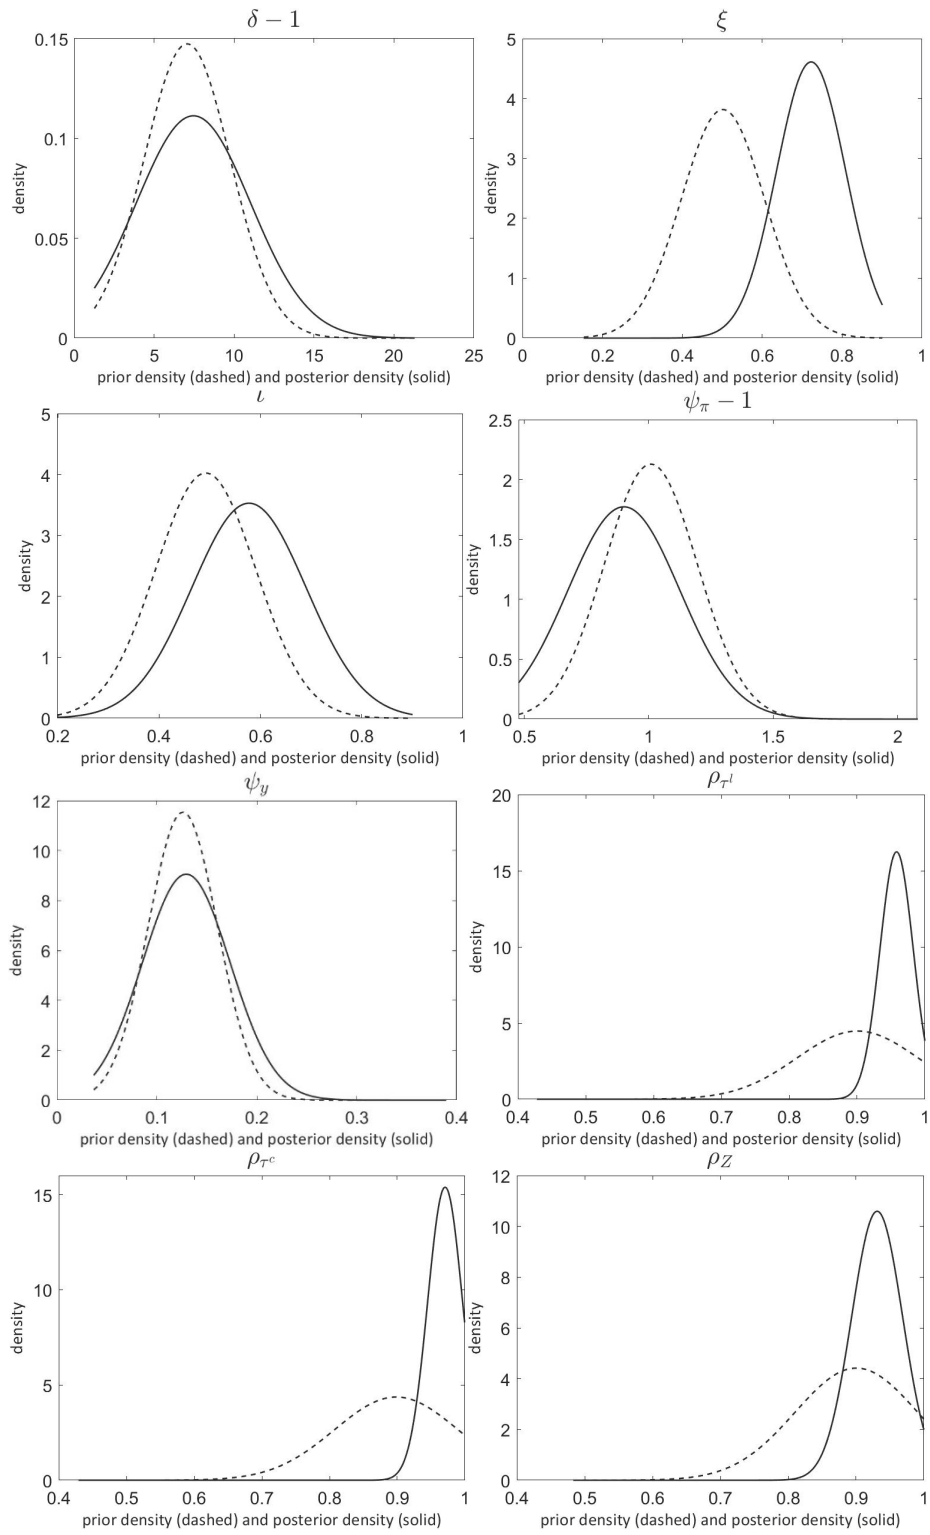 δ − 1
ξ
0.15
0.1
0.05
0
density
0 5 10 15 20 25
prior density (dashed) and posterior density (solid)
5
4
3
2
1
0
density
0 0.2 0.4 0.6 0.8 1
prior density (dashed) and posterior density (solid)
ι
ψπ − 1
5
4
3
2
1
0
density
0.2 0.4 0.6 0.8 1
prior density (dashed) and posterior density (solid)
2.5
2
1.5
1
0.5
0
density
0.5 1 1.5 2
prior density (dashed) and posterior density (solid)
ψy
ρτl
12
10
8
6
4
2
0
density
0 0.1 0.2 0.3 0.4
prior density (dashed) and posterior density (solid)
20
15
10
5
0
density
0.4 0.5 0.6 0.7 0.8 0.9 1
prior density (dashed) and posterior density (solid)
ρτc
ρZ
15
10
5
0
density
0.4 0.5 0.6 0.7 0.8 0.9 1
prior density (dashed) and posterior density (solid)
12
10
8
6
4
2
0
density
0.4 0.5 0.6 0.7 0.8 0.9 1
prior density (dashed) and posterior density (solid)